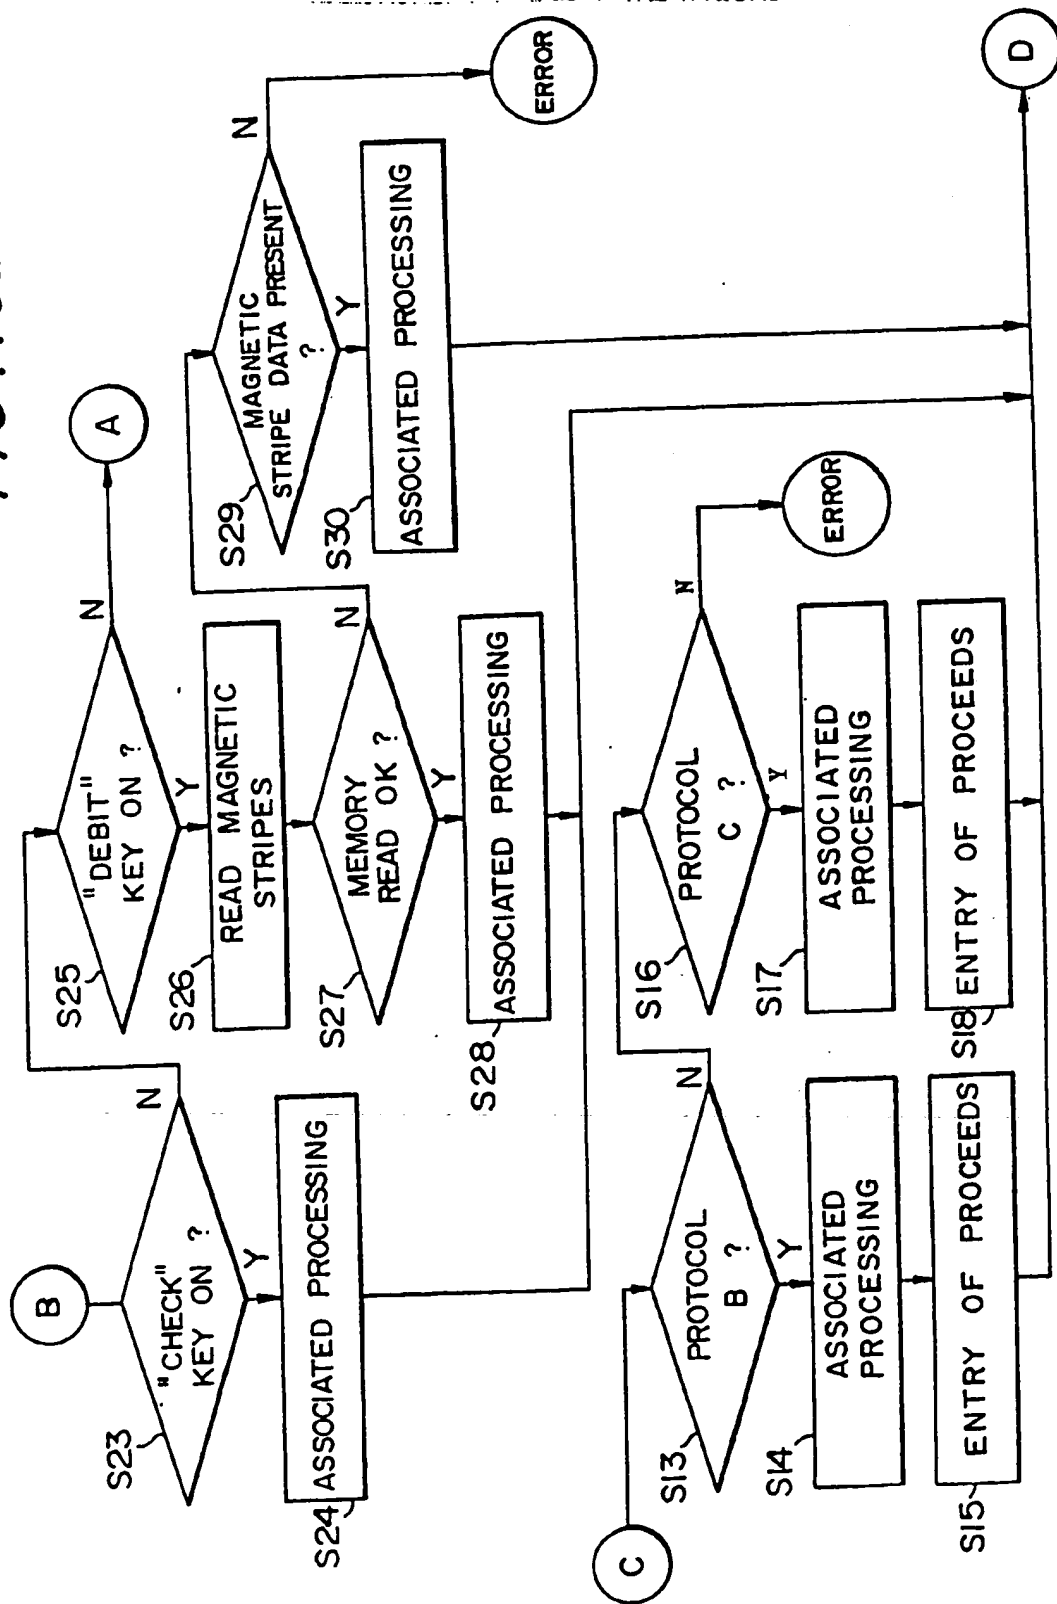 B
"CHECK"
KEY ON ?
S23
N
Y
S24
ASSOCIATED PROCESSING
"DEBIT"
KEY ON ?
S25
N
A
Y
S26
READ MAGNETIC
STRIPES
S27
MEMORY
READ OK ?
N
Y
S28
ASSOCIATED PROCESSING
S29
MAGNETIC
STRIPE DATA PRESENT
?
N
ERROR
Y
S30
ASSOCIATED PROCESSING
C
S13
PROTOCOL
B ?
N
Y
S14
ASSOCIATED
PROCESSING
S15
ENTRY OF PROCEEDS
S16
PROTOCOL
C ?
N
ERROR
Y
S17
ASSOCIATED
PROCESSING
S18
ENTRY OF PROCEEDS
D